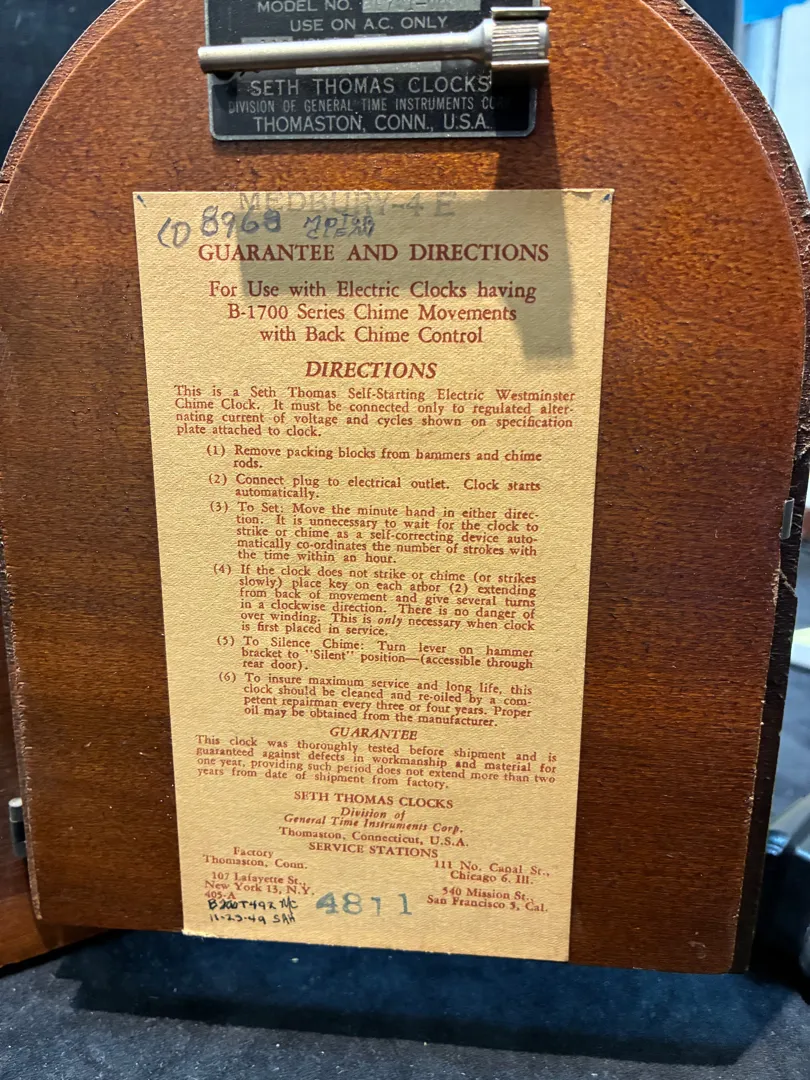 MODEL NO.
USE ON A.C. ONLY
SETH THOMAS CLOCKS
DIVISION OF GENERAL TIME INSTRUMENTS
THOMASTON, CONN., U.S.A.
MEDBURY-4 E
8968 MOTOR
CLEAN
GUARANTEE AND DIRECTIONS
For Use with Electric Clocks having
B-1700 Series Chime Movements
with Back Chime Control
DIRECTIONS
This is a Seth Thomas Self-Starting Electric Westminster
Chime Clock. It must be connected only to regulated alter-
nating current of voltage and cycles shown on specification
plate attached to clock.
(1) Remove packing blocks from hammers and chime
rods.
(2) Connect plug to electrical outlet. Clock starts
automatically.
(3) To Set: Move the minute hand in either direc-
tion. It is unnecessary to wait for the clock to
strike or chime as a self-correcting device auto-
matically co-ordinates the number of strokes with
the time within an hour.
(4) If the clock does not strike or chime (or strikes
slowly) place key on each arbor (2) extending
from back of movement and give several turns
in a clockwise direction. There is no danger of
over winding. This is only necessary when clock
is first placed in service.
(5) To Silence Chime: Turn lever on hammer
bracket to "Silent" position—(accessible through
rear door).
(6) To insure maximum service and long life, this
clock should be cleaned and re-oiled by a com-
petent repairman every three or four years. Proper
oil may be obtained from the manufacturer.
GUARANTEE
This clock was thoroughly tested before shipment and is
guaranteed against defects in workmanship and material for
one year, providing such period does not extend more than two
years from date of shipment from factory.
SETH THOMAS CLOCKS
Division of
General Time Instruments Corp.
Thomaston, Connecticut, U.S.A.
SERVICE STATIONS
Factory
Thomaston, Conn.
111 No. Canal St.,
Chicago 6, Ill.
107 Lafayette St.,
New York 13, N.Y.
540 Mission St.,
San Francisco 5, Cal.
405-A
4811
11-23-49 SAH